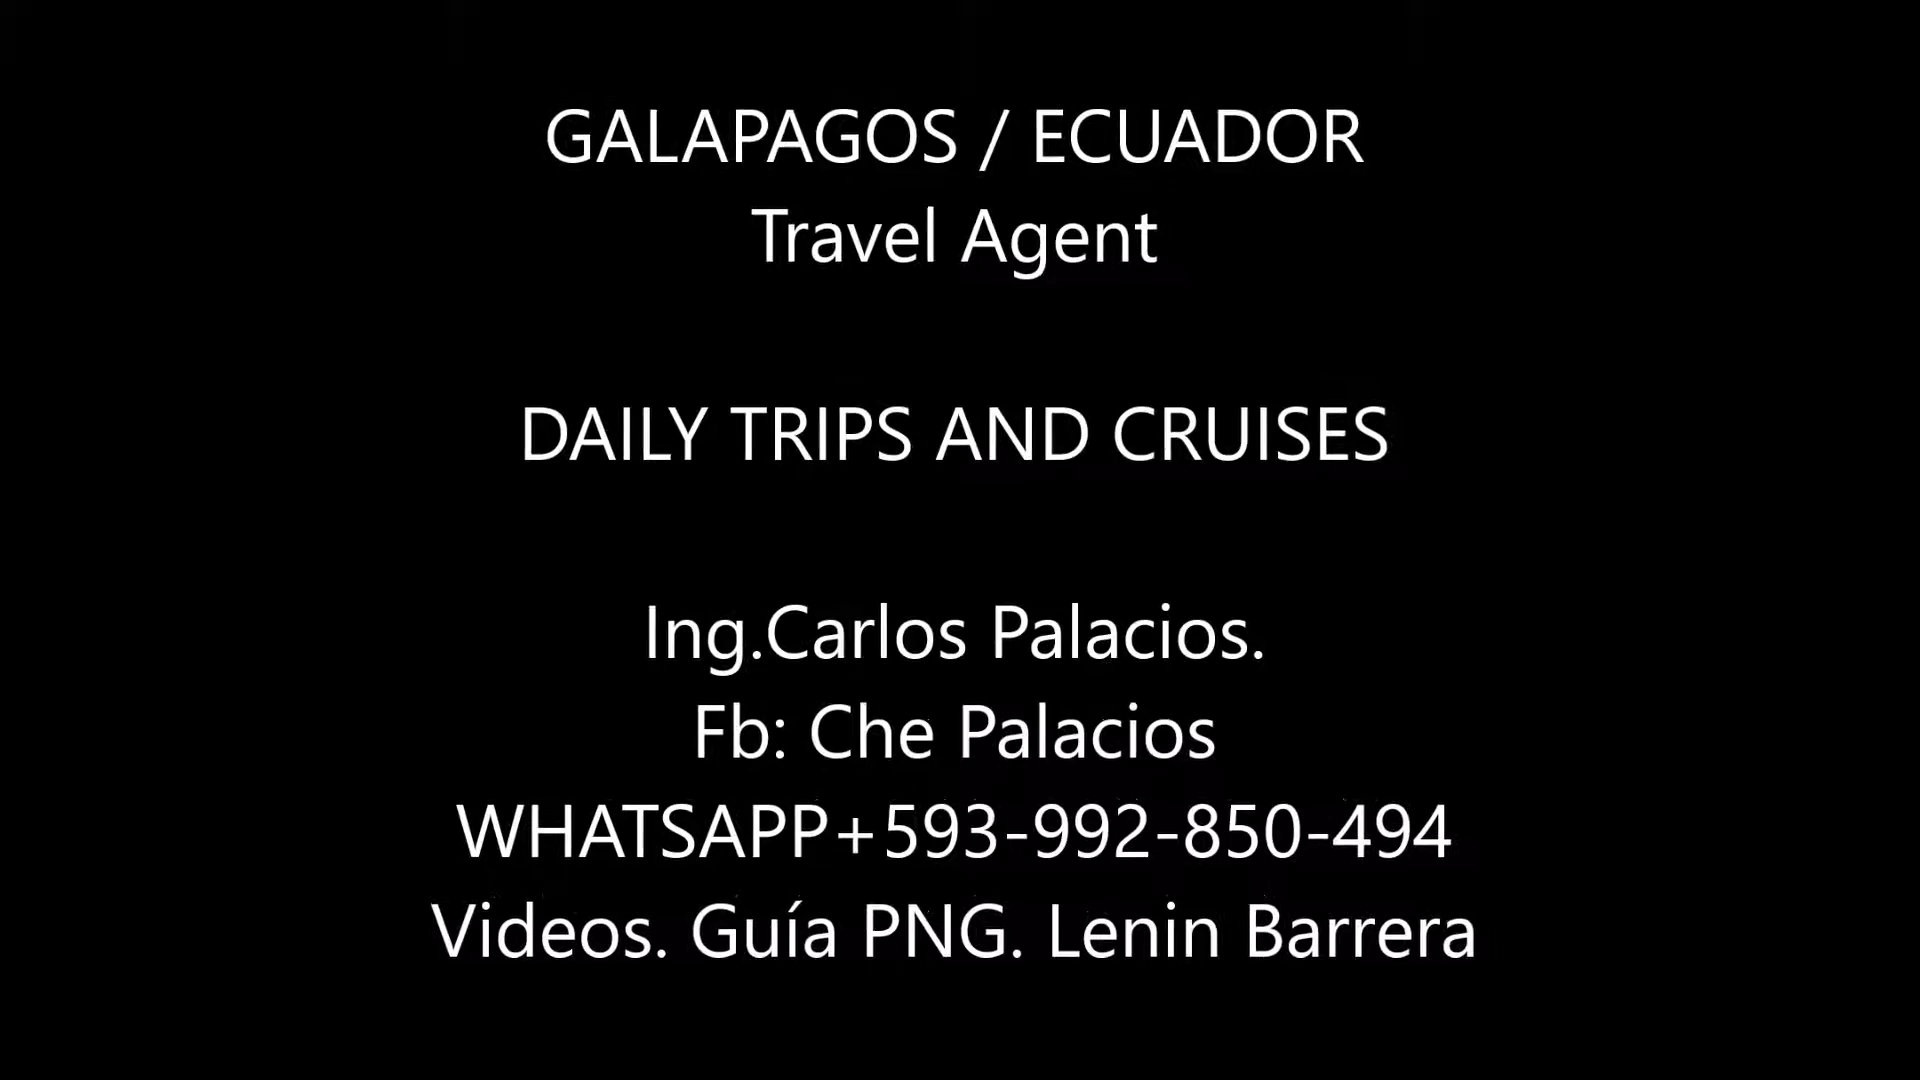 GALAPAGOS / ECUADOR
Travel Agent
DAILY TRIPS AND CRUISES
Ing.Carlos Palacios.
Fb: Che Palacios
WHATSAPP+593-992-850-494
Videos. Guía PNG. Lenin Barrera